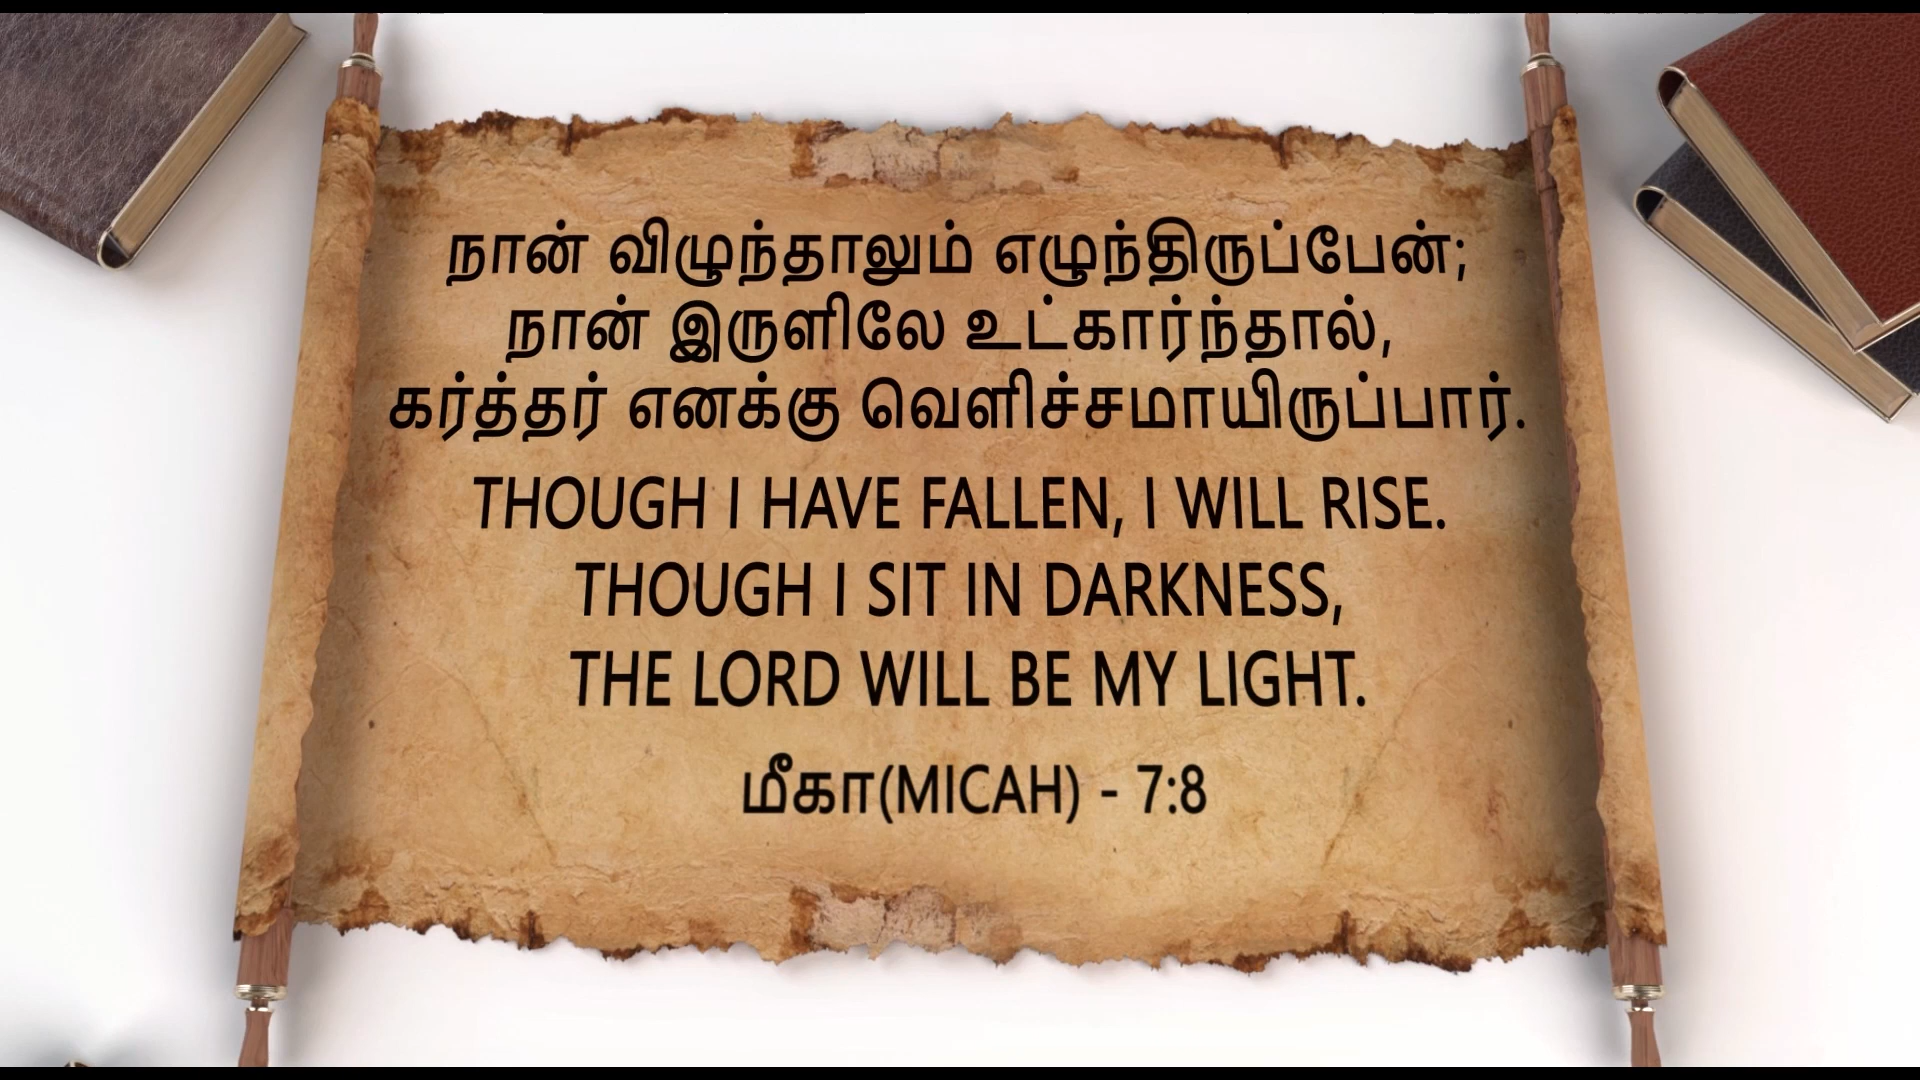 நான் விழுந்தாலும் எழுந்திருப்பேன்;
நான் இருளிலே உட்கார்ந்தால்,
கர்த்தர் எனக்கு வெளிச்சமாயிருப்பார்.
THOUGH I HAVE FALLEN, I WILL RISE.
THOUGH I SIT IN DARKNESS,
THE LORD WILL BE MY LIGHT.
மீகா(MICAH) - 7:8